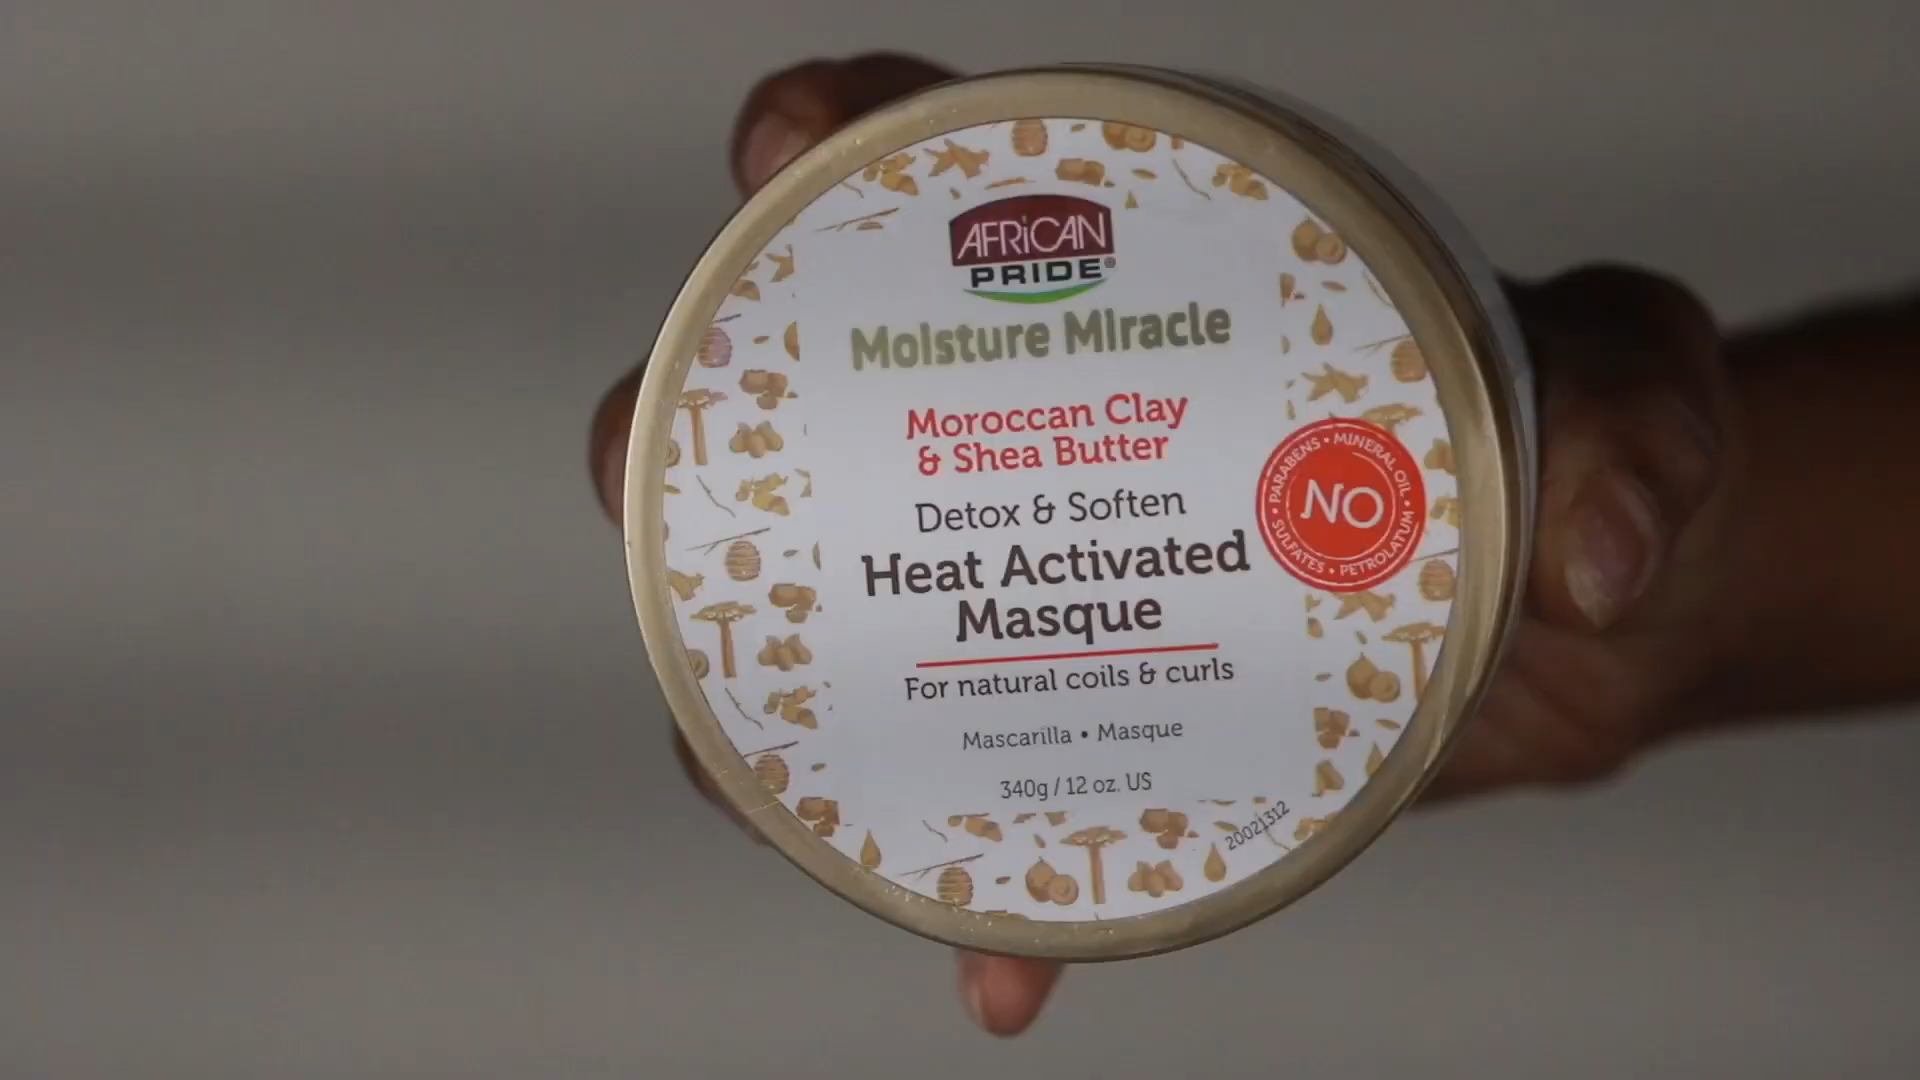 AFRiCAN
PRIDE®
Moisture Miracle
Moroccan Clay
& Shea Butter
Detox & Soften
Heat Activated
Masque
For natural coils & curls
Mascarilla • Masque
340g / 12 oz. US
20021312
PARABENS • MINERAL OIL • PETROLATUM • SULFATES •
NO